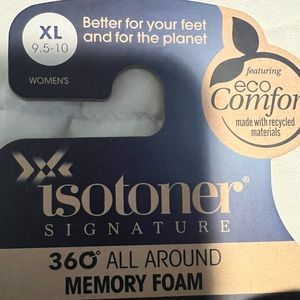 XL
9.5-10
WOMEN'S
Better for your feet
and for the planet
featuring
eco
Comfor
made with recycled
materials
isotoner®
SIGNATURE
360° ALL AROUND
MEMORY FOAM